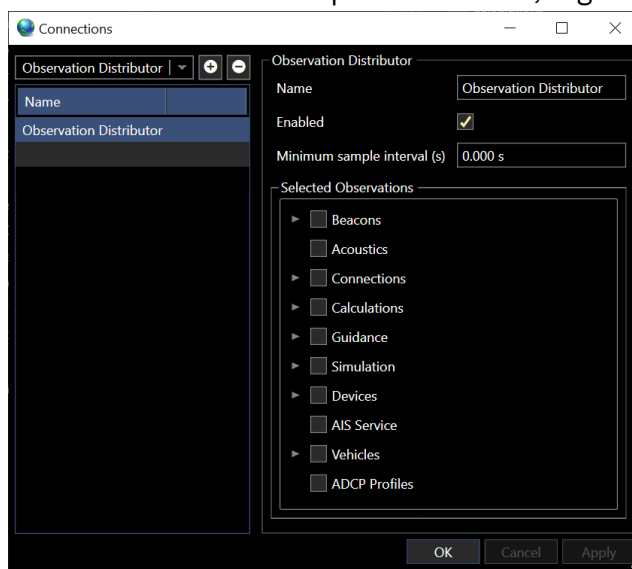 Connections
Observation Distributor
Name
Observation Distributor
Observation Distributor
Name
Observation Distributor
Enabled
Minimum sample interval (s)
0.000 s
Selected Observations
Beacons
Acoustics
Connections
Calculations
Guidance
Simulation
Devices
AIS Service
Vehicles
ADCP Profiles
OK
Cancel
Apply